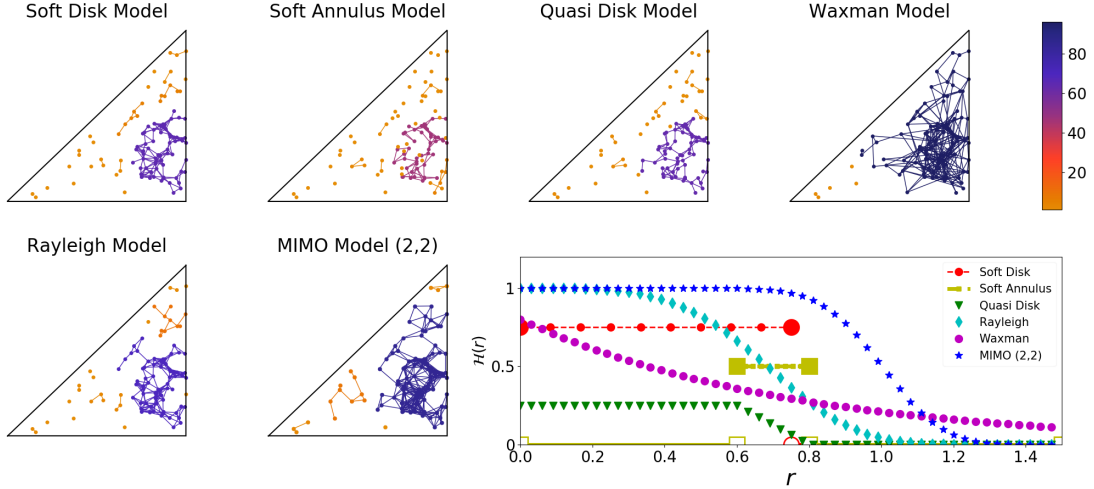 Soft Disk Model
Soft Annulus Model
Quasi Disk Model
Waxman Model
80
60
40
20
Rayleigh Model
MIMO Model (2,2)
1
0.5
0
ℋ(r)
0.0 0.2 0.4 0.6 0.8 1.0 1.2 1.4
r
Soft Disk
Soft Annulus
Quasi Disk
Rayleigh
Waxman
MIMO (2,2)